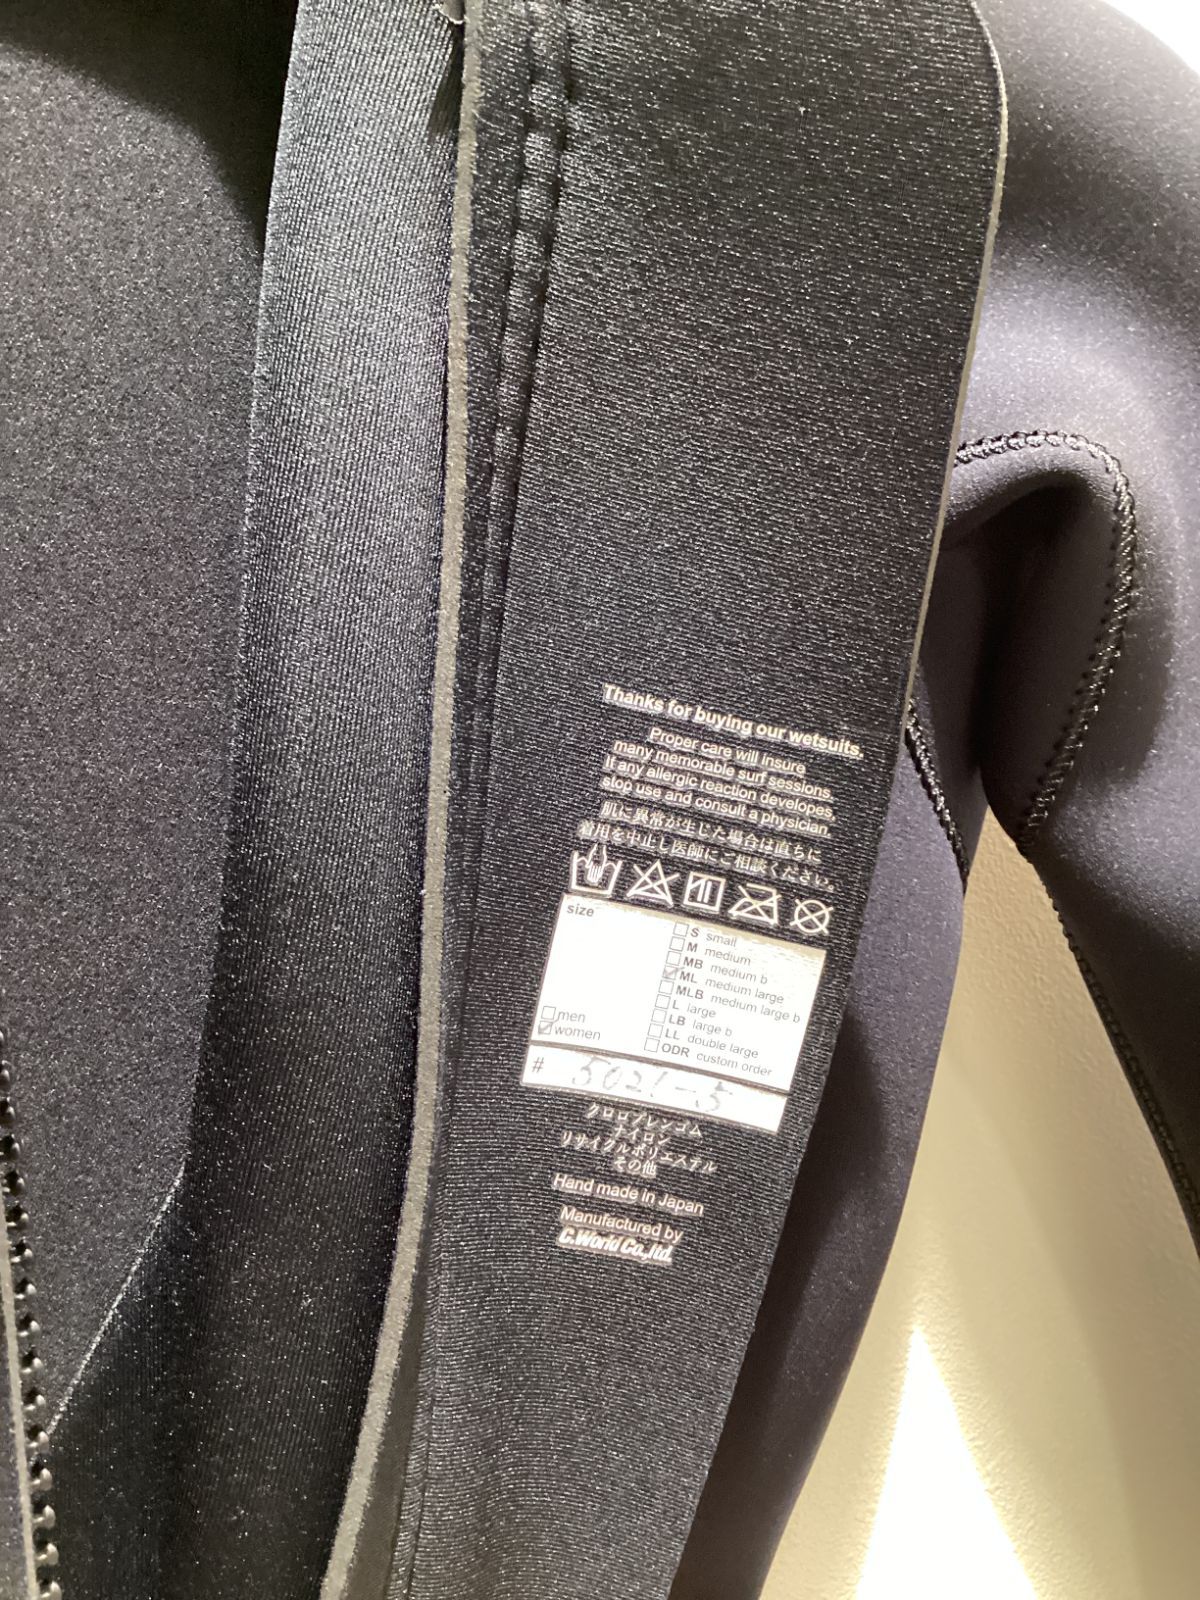 Thanks for buying our wetsuits.
Proper care will insure
many memorable surf sessions.
If any allergic reaction developes,
stop use and consult a physician.
肌に異常が生じた場合は直ちに
着用を中止し医師にご相談ください。
size
S small
M medium
MB medium b
ML medium large
MLB medium large b
L large
LB large b
LL double large
ODR custom order
men
women
# 5021-5
クロロプレンゴム
ナイロン
リサイクルポリエステル
その他
Hand made in Japan
Manufactured by
C.World Co.,ltd.